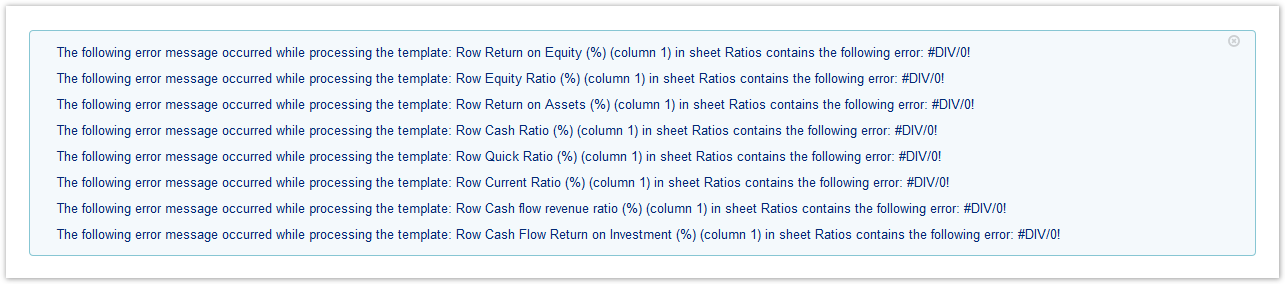 The following error message occurred while processing the template: Row Return on Equity (%) (column 1) in sheet Ratios contains the following error: #DIV/0!
The following error message occurred while processing the template: Row Equity Ratio (%) (column 1) in sheet Ratios contains the following error: #DIV/0!
The following error message occurred while processing the template: Row Return on Assets (%) (column 1) in sheet Ratios contains the following error: #DIV/0!
The following error message occurred while processing the template: Row Cash Ratio (%) (column 1) in sheet Ratios contains the following error: #DIV/0!
The following error message occurred while processing the template: Row Quick Ratio (%) (column 1) in sheet Ratios contains the following error: #DIV/0!
The following error message occurred while processing the template: Row Current Ratio (%) (column 1) in sheet Ratios contains the following error: #DIV/0!
The following error message occurred while processing the template: Row Cash flow revenue ratio (%) (column 1) in sheet Ratios contains the following error: #DIV/0!
The following error message occurred while processing the template: Row Cash Flow Return on Investment (%) (column 1) in sheet Ratios contains the following error: #DIV/0!